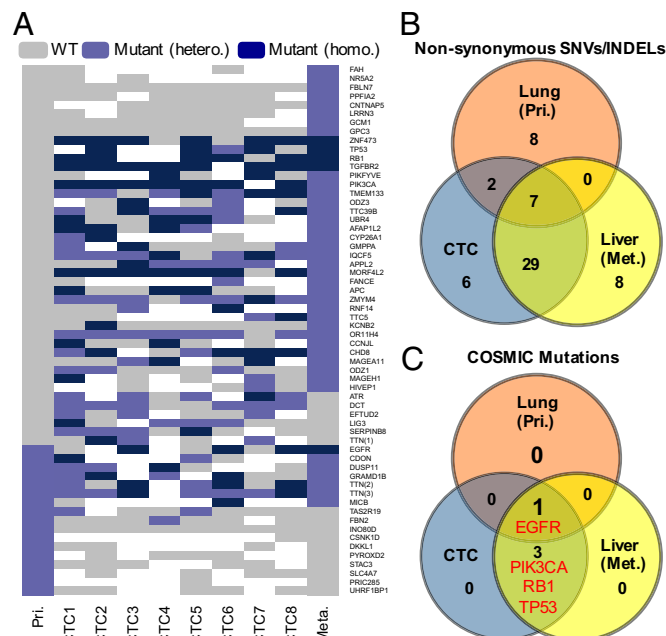 A
WT Mutant (hetero.) Mutant (homo.)
FAH
NR5A2
FBLN7
PPFIA2
CNTNAP5
LRRN3
GCM1
GPC3
ZNF473
TP53
RB1
TGFBR2
PIKFYVE
PIK3CA
TMEM133
ODZ3
TTC39B
UBR4
AFAP1L2
CYP26A1
GMPPA
IQCF5
APPL2
MORF4L2
FANCE
APC
ZMYM4
RNF14
TTC5
KCNB2
OR11H4
CCNJL
CHD8
MAGEA11
ODZ1
MAGEH1
HIVEP1
ATR
DCT
EFTUD2
LIG3
SERPINB8
TTN(1)
EGFR
CDON
DUSP11
GRAMD1B
TTN(2)
TTN(3)
MICB
TAS2R19
FBN2
INO80D
CSNK1D
DKKL1
PYROXD2
STAC3
SLC4A7
PRIC285
UHRF1BP1
Pri. :TC1 :TC2 :TC3 :TC4 :TC5 :TC6 :TC7 :TC8 Meta.
B
Non-synonymous SNVs/INDELs
Lung
(Pri.)
8
2 0
7
CTC
6
29
Liver
(Met.)
8
C
COSMIC Mutations
Lung
(Pri.)
0
0 1 0
EGFR
CTC
0
3
PIK3CA
RB1
TP53
Liver
(Met.)
0